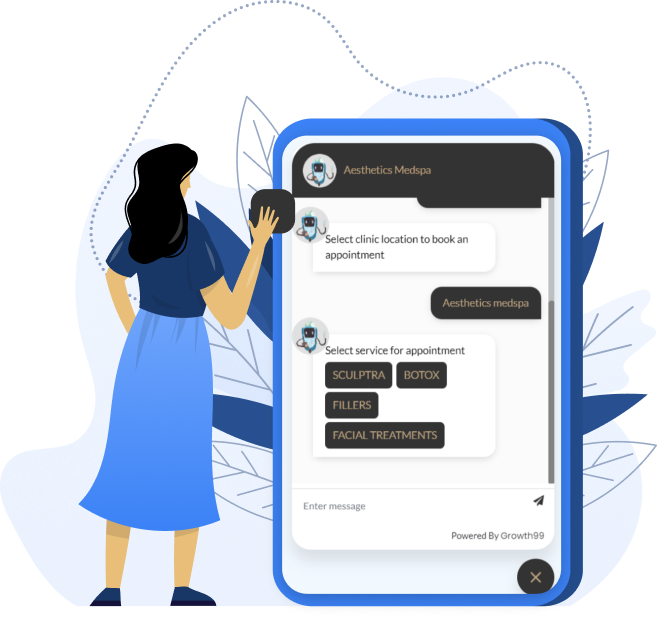 Aesthetics Medspa
Select clinic location to book an
appointment
Aesthetics medspa
Select service for appointment
SCULPTRA BOTOX
FILLERS
FACIAL TREATMENTS
Enter message
Powered By Growth99